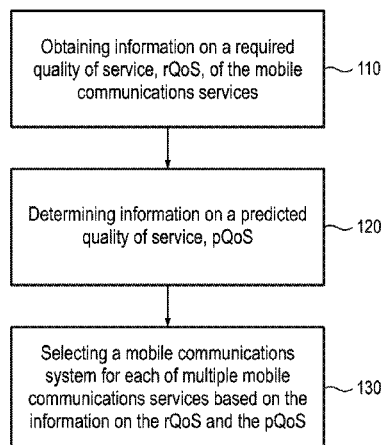 Obtaining information on a required
quality of service, rQoS, of the mobile
communications services
110
Determining information on a predicted
quality of service, pQoS
120
Selecting a mobile communications
system for each of multiple mobile
communications services based on the
information on the rQoS and the pQoS
130